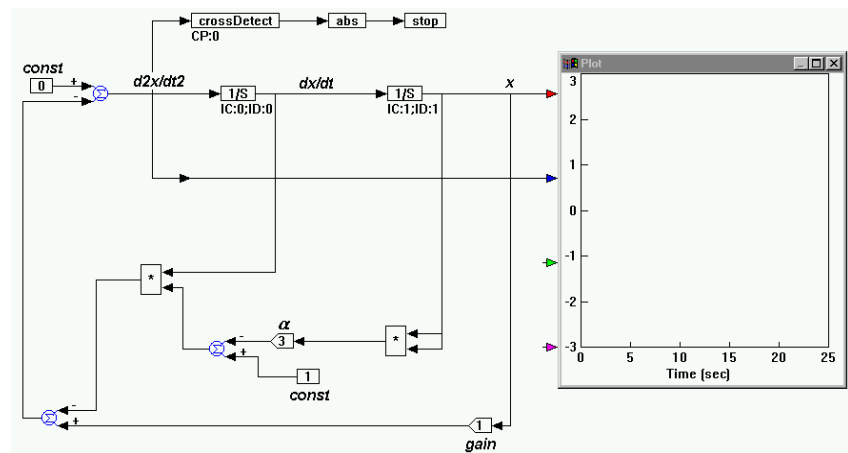 crossDetect abs stop
CP:0
Plot
const
+
0
-
Σ
d2x/dt2
1/S
IC:0;ID:0
dx/dt
1/S
IC:1;ID:1
x
3
2
1
0
-1
-2
-3
0 5 10 15 20 25
Time (sec)
*
-
Σ
+
α
3
*
1
const
-
Σ
+
1
gain